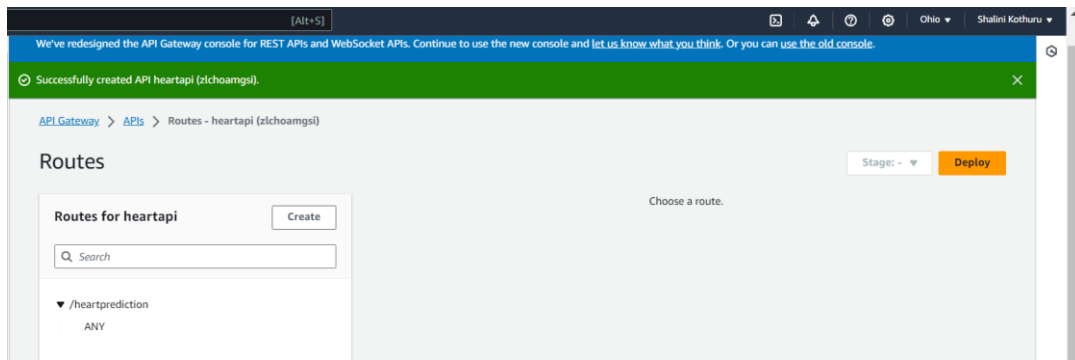 [Alt+S]
Ohio
Shalini Kothuru
We've redesigned the API Gateway console for REST APIs and WebSocket APIs. Continue to use the new console and let us know what you think. Or you can use the old console.
Successfully created API heartapi (zlchoamgsi).
API Gateway > APIs > Routes - heartapi (zlchoamgsi)
Routes
Stage: -
Deploy
Routes for heartapi
Create
Choose a route.
Search
/heartprediction
ANY